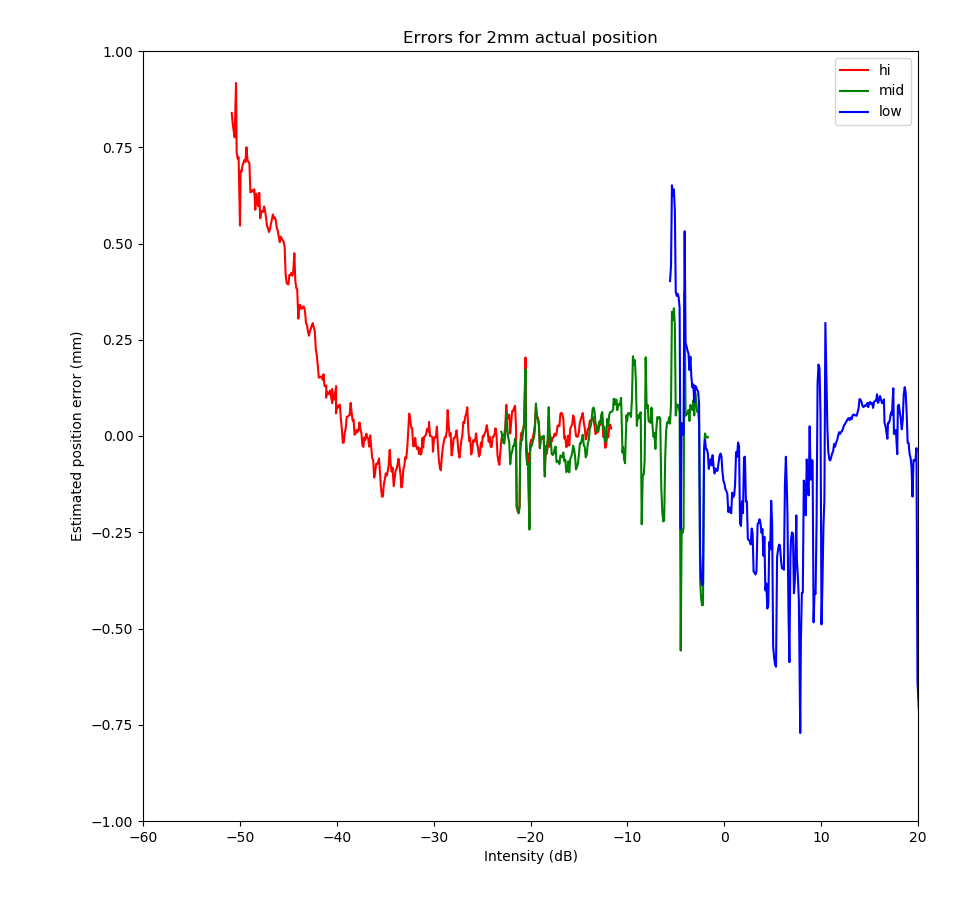 Errors for 2mm actual position
1.00
0.75
0.50
0.25
0.00
−0.25
−0.50
−0.75
−1.00
Estimated position error (mm)
hi
mid
low
−60 −50 −40 −30 −20 −10 0 10 20
Intensity (dB)